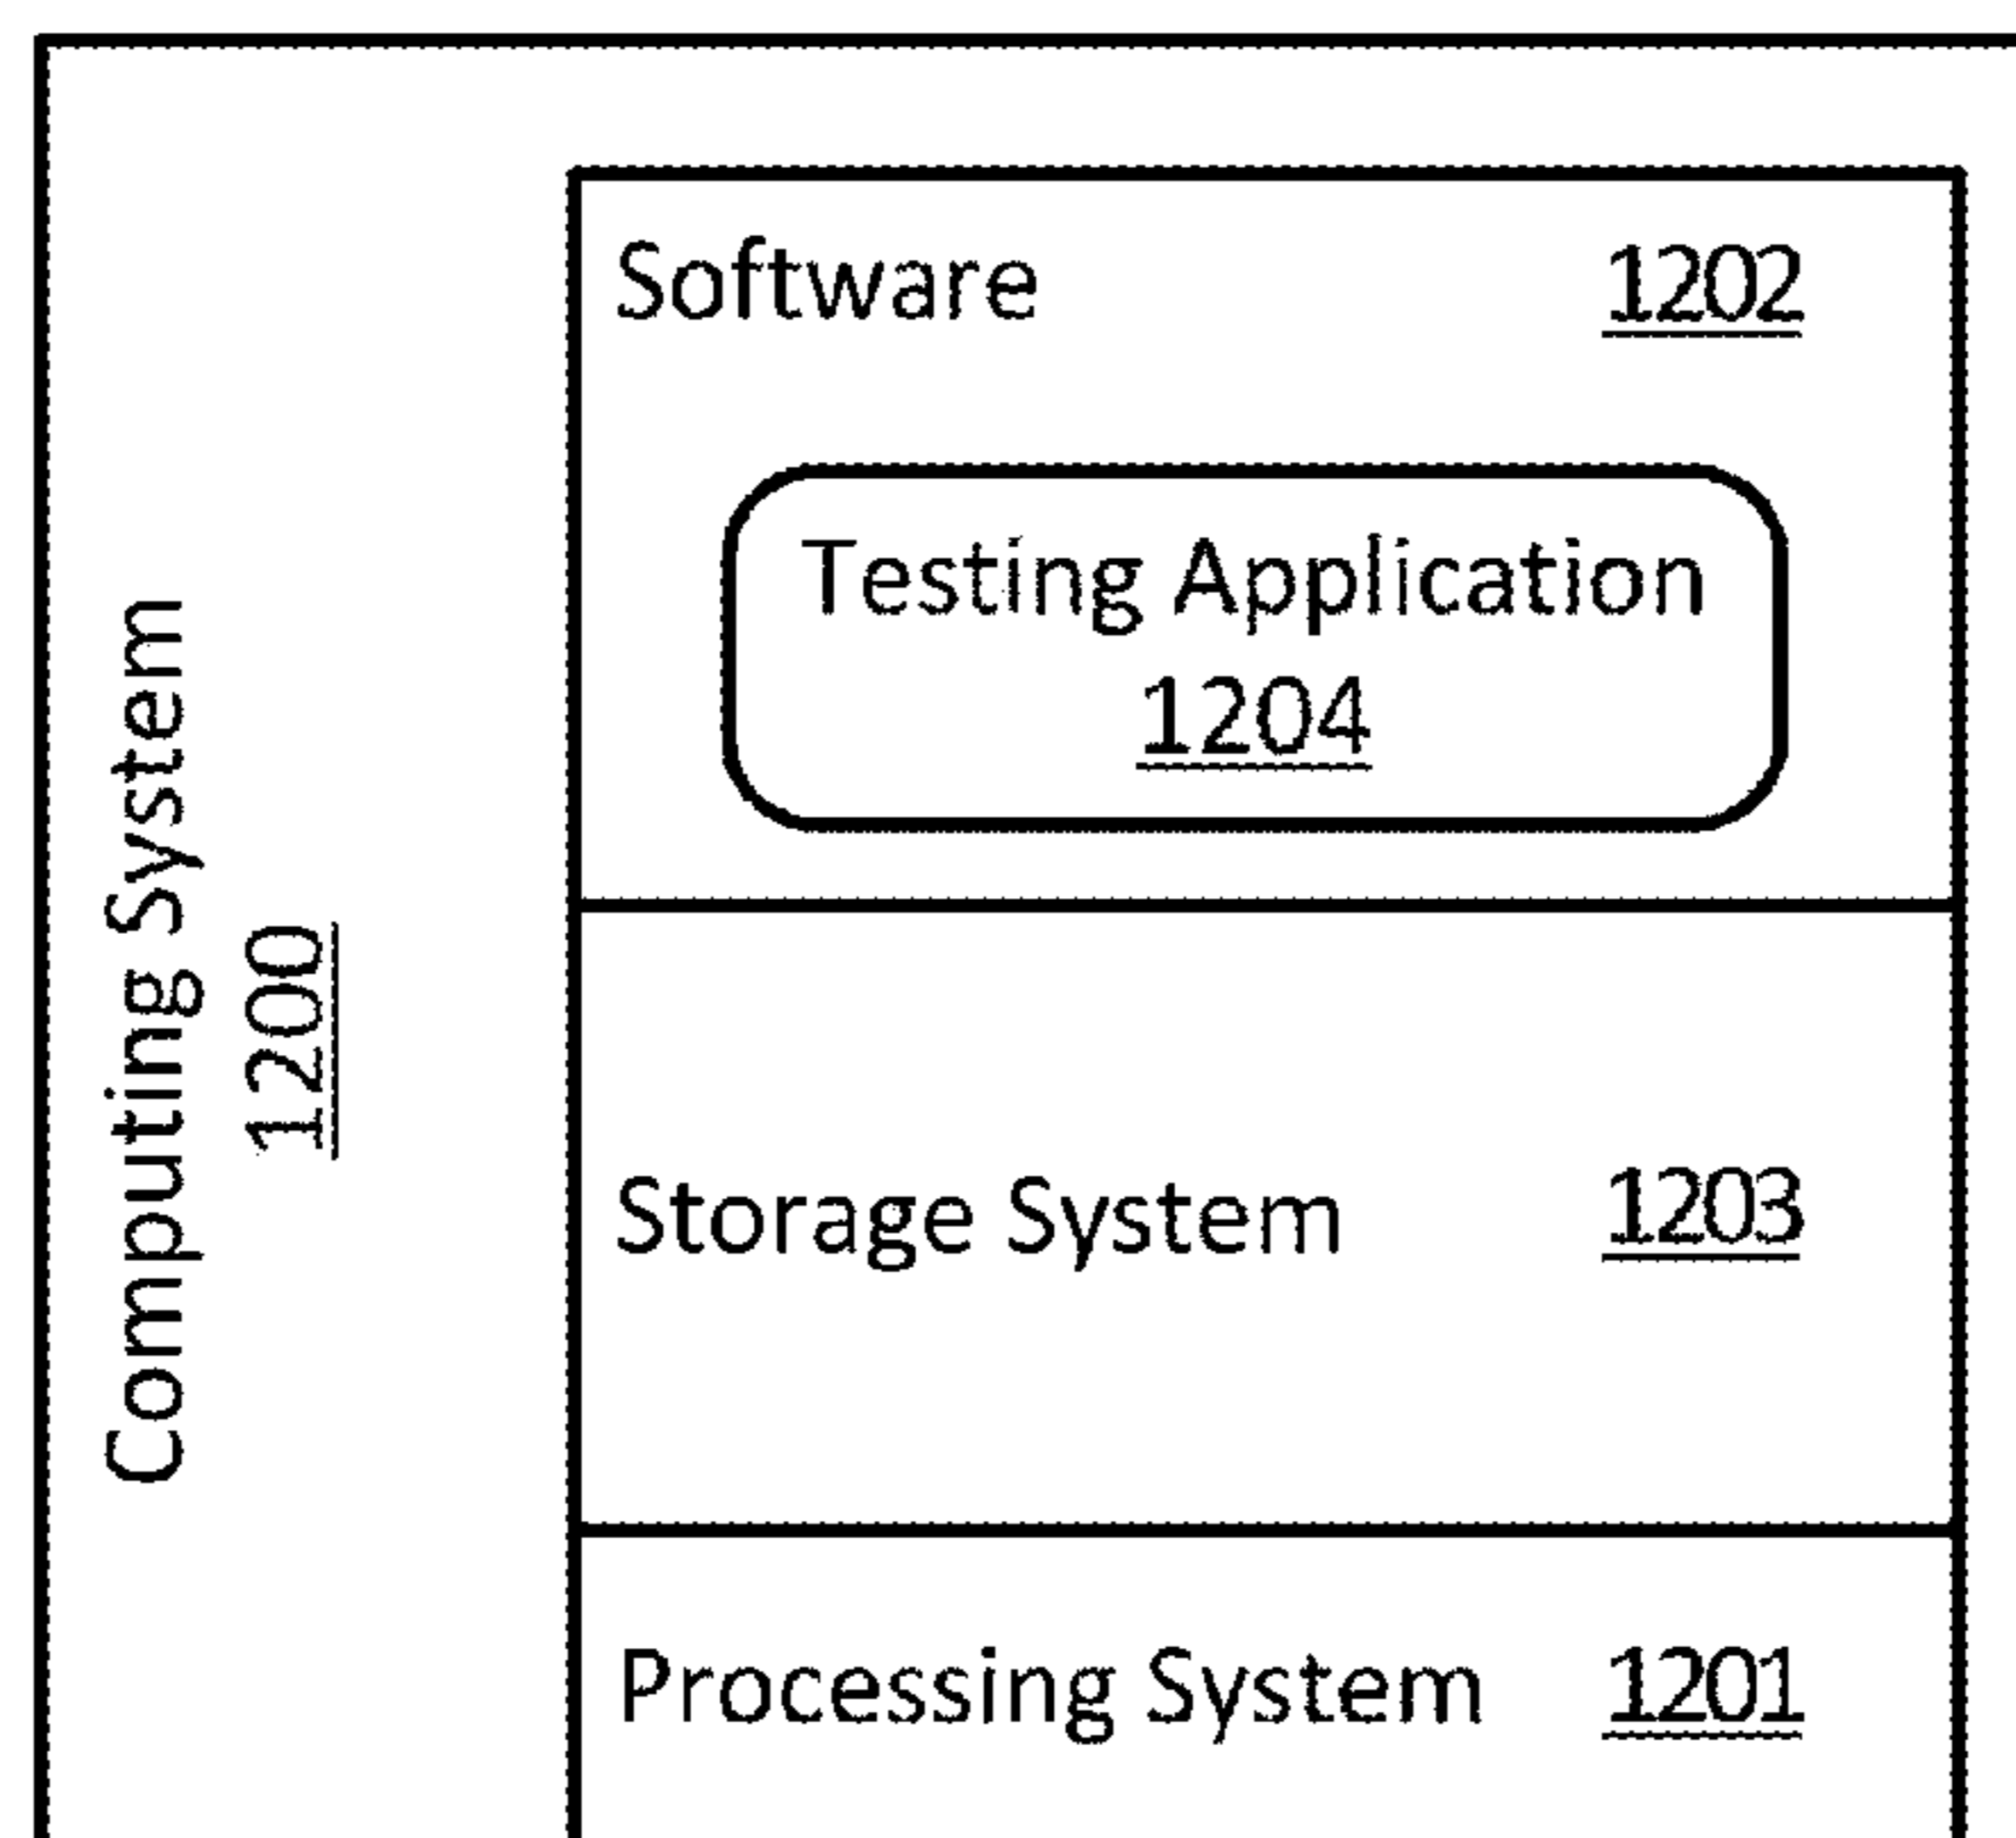 Computing System
1200
Software 1202
Testing Application
1204
Storage System 1203
Processing System 1201